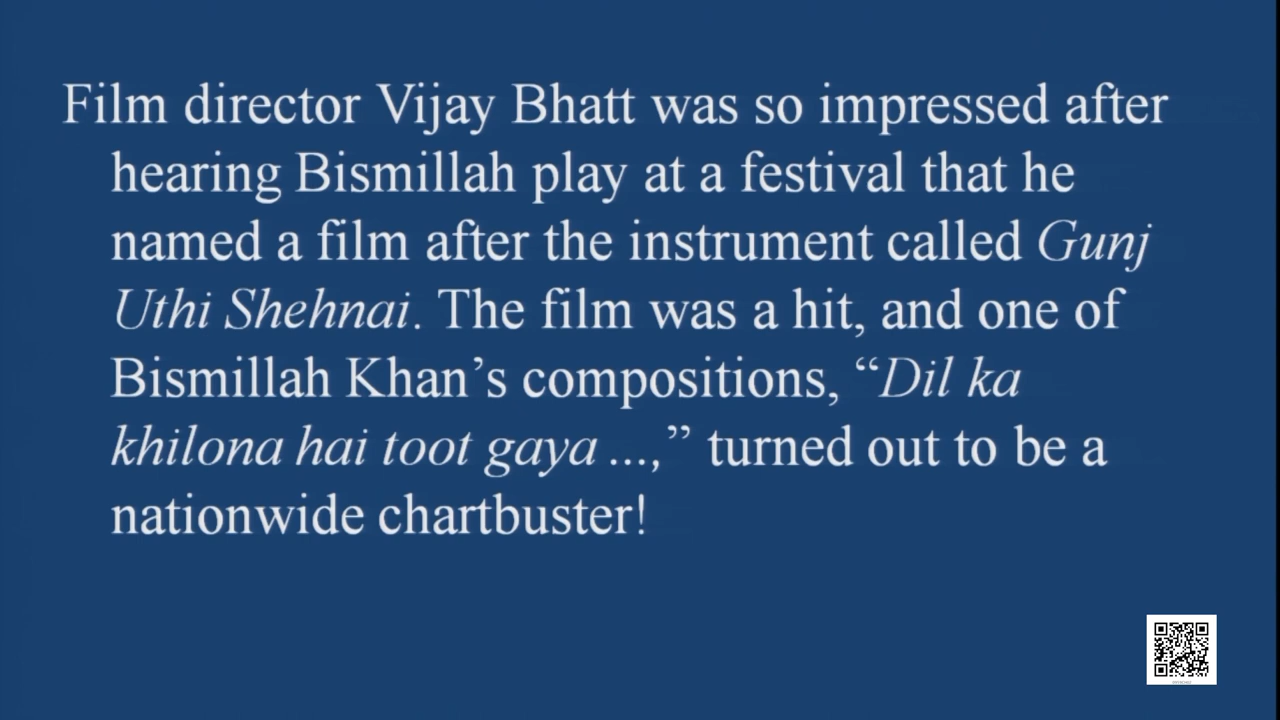 Film director Vijay Bhatt was so impressed after
hearing Bismillah play at a festival that he
named a film after the instrument called Gunj
Uthi Shehnai. The film was a hit, and one of
Bismillah Khan’s compositions, “Dil ka
khilona hai toot gaya ...,” turned out to be a
nationwide chartbuster!